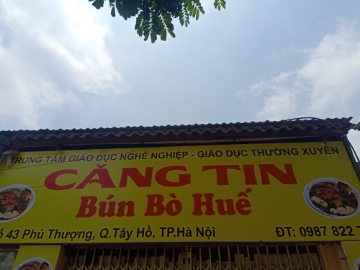 TRUNG TÂM GIÁO DỤC NGHỀ NGHIỆP - GIÁO DỤC THƯỜNG XUYÊN
CĂNG TIN
Bún Bò Huế
43 Phú Thượng, Q.Tây Hồ, TP.Hà Nội
ĐT: 0987 822